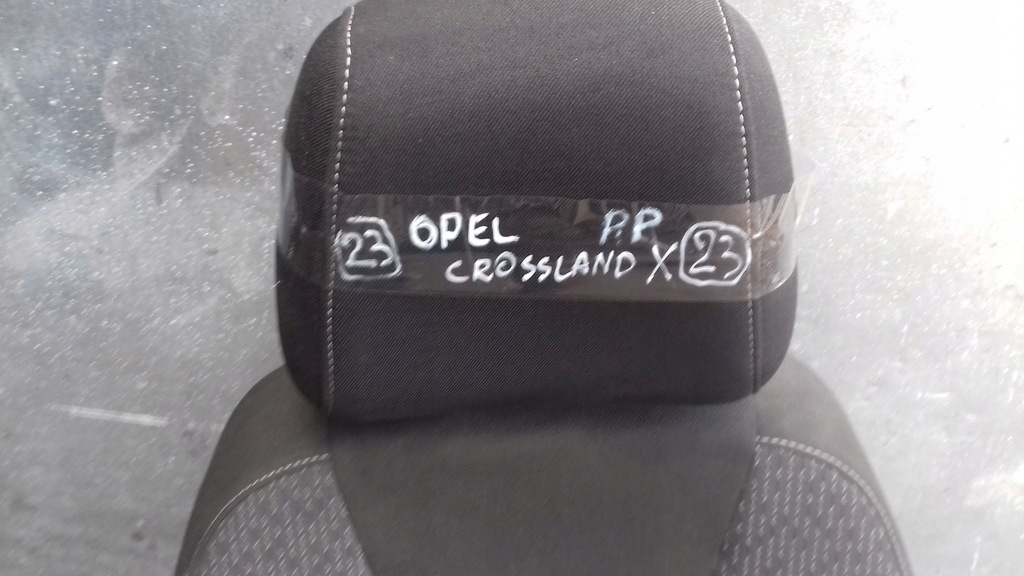 23 OPEL P.P
CROSSLAND X 23